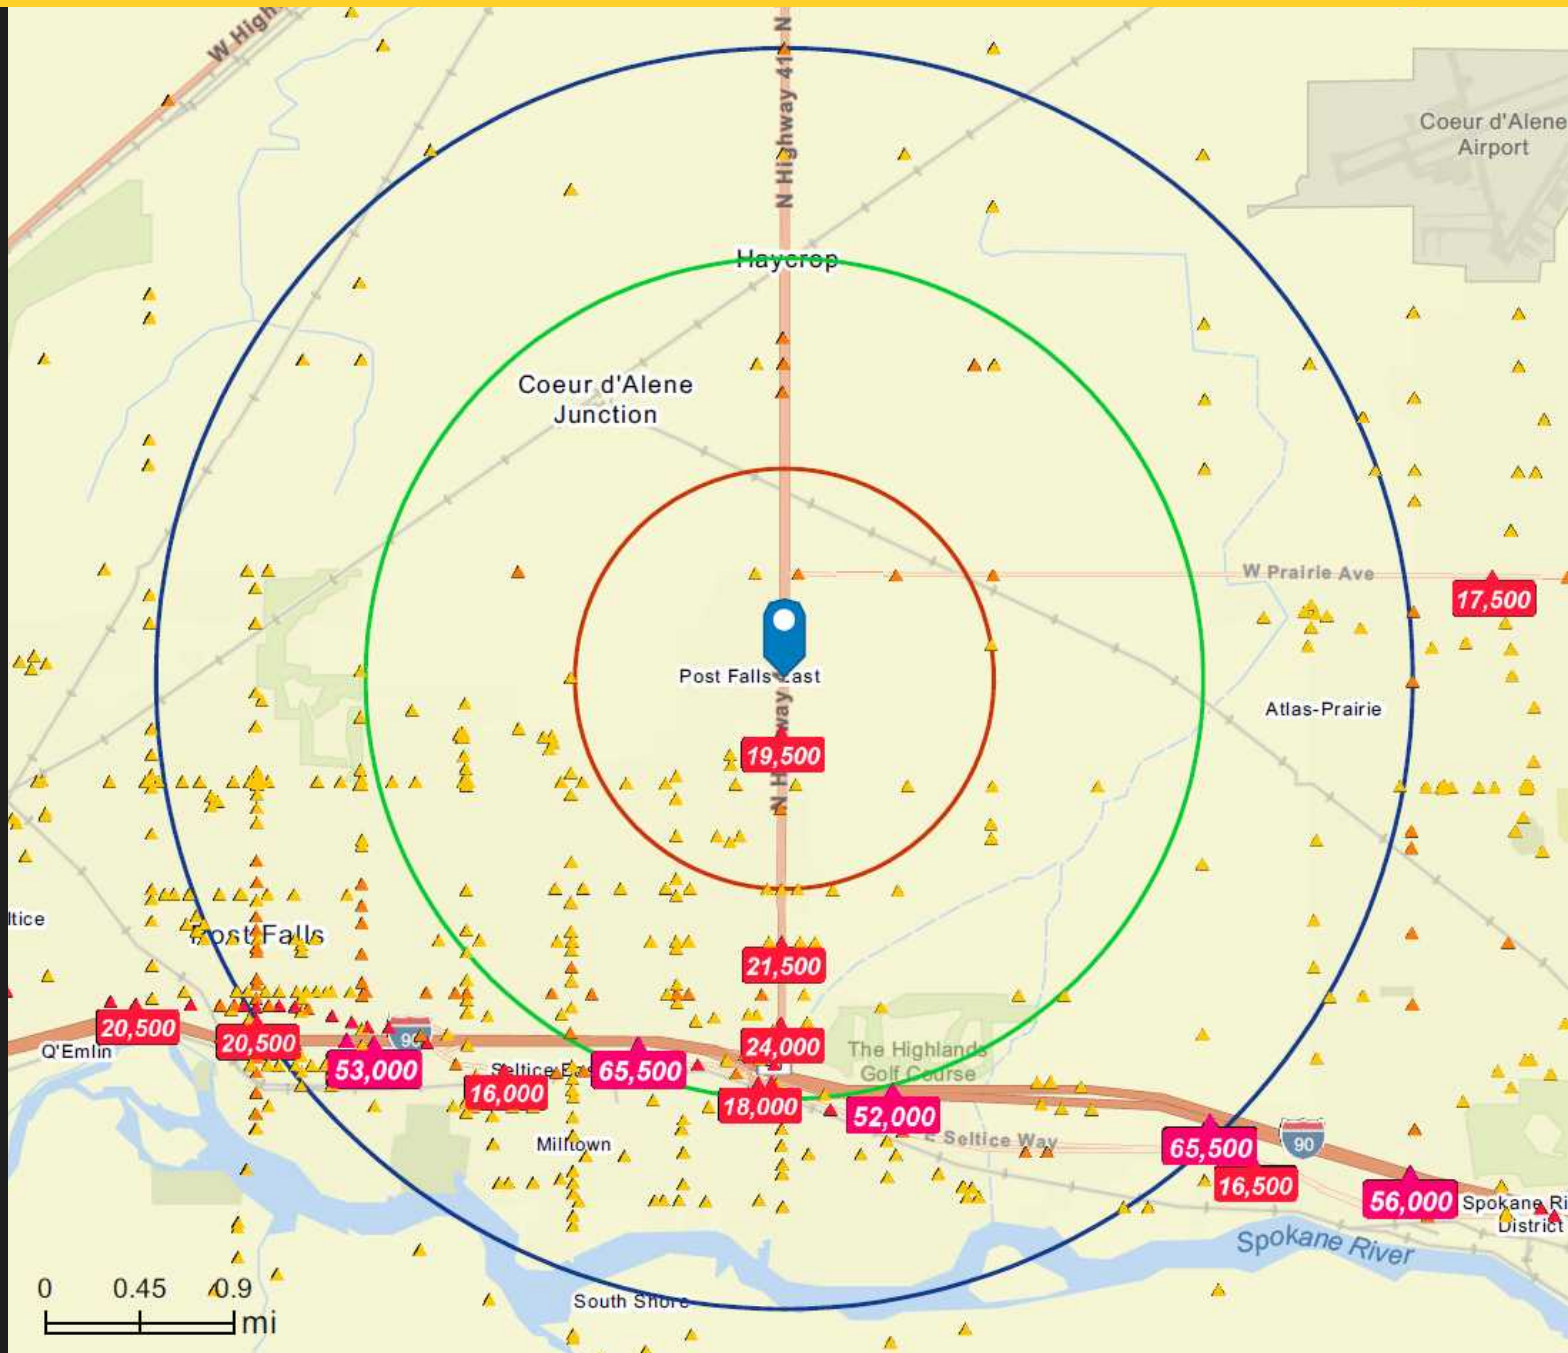 W High
N Highway 41
N
Coeur d'Alene
Airport
N Highway
Haycrop
Coeur d'Alene
Junction
W Prairie Ave
17,500
Post Falls East
Atlas-Prairie
19,500
ltice
Post Falls
21,500
20,500
20,500
Q'Emlin
90
53,000
Seltice Eas
65,500
24,000
The Highlands
Golf Course
16,000
18,000
52,000
Milltown
E Seltice Way
65,500
90
16,500
56,000
Spokane Ri
District
Spokane River
0 0.45 0.9
mi
South Shore